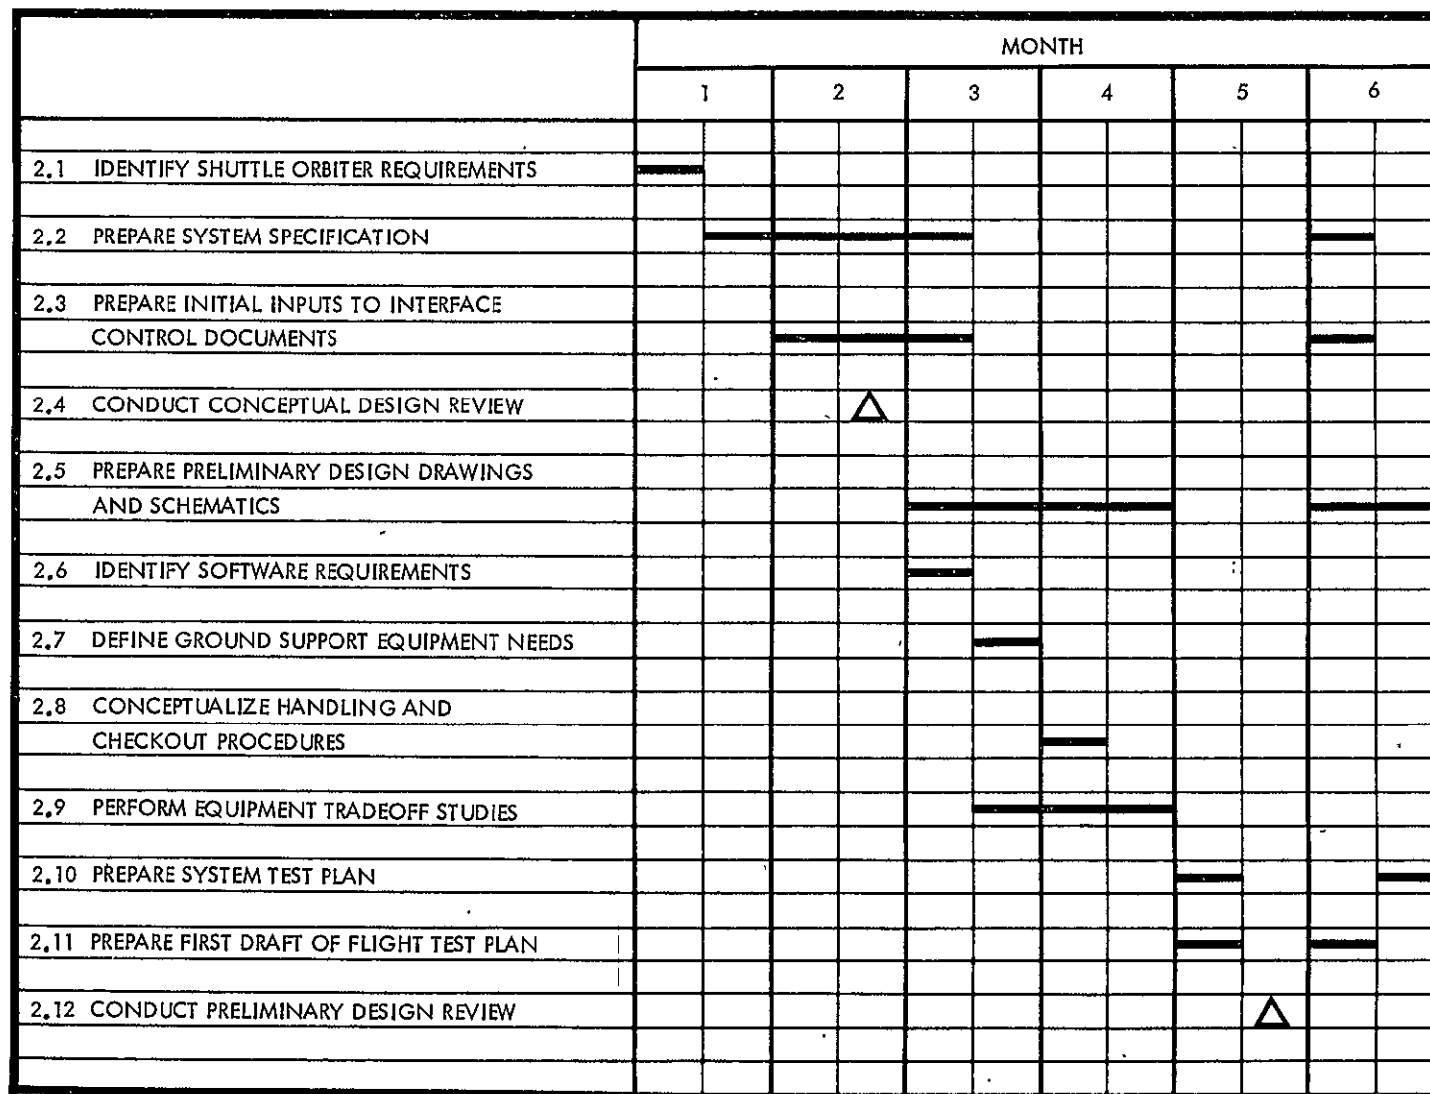 MONTH
1 2 3 4 5 6
2.1 IDENTIFY SHUTTLE ORBITER REQUIREMENTS
2.2 PREPARE SYSTEM SPECIFICATION
2.3 PREPARE INITIAL INPUTS TO INTERFACE
CONTROL DOCUMENTS
2.4 CONDUCT CONCEPTUAL DESIGN REVIEW
2.5 PREPARE PRELIMINARY DESIGN DRAWINGS
AND SCHEMATICS
2.6 IDENTIFY SOFTWARE REQUIREMENTS
2.7 DEFINE GROUND SUPPORT EQUIPMENT NEEDS
2.8 CONCEPTUALIZE HANDLING AND
CHECKOUT PROCEDURES
2.9 PERFORM EQUIPMENT TRADEOFF STUDIES
2.10 PREPARE SYSTEM TEST PLAN
2.11 PREPARE FIRST DRAFT OF FLIGHT TEST PLAN
2.12 CONDUCT PRELIMINARY DESIGN REVIEW